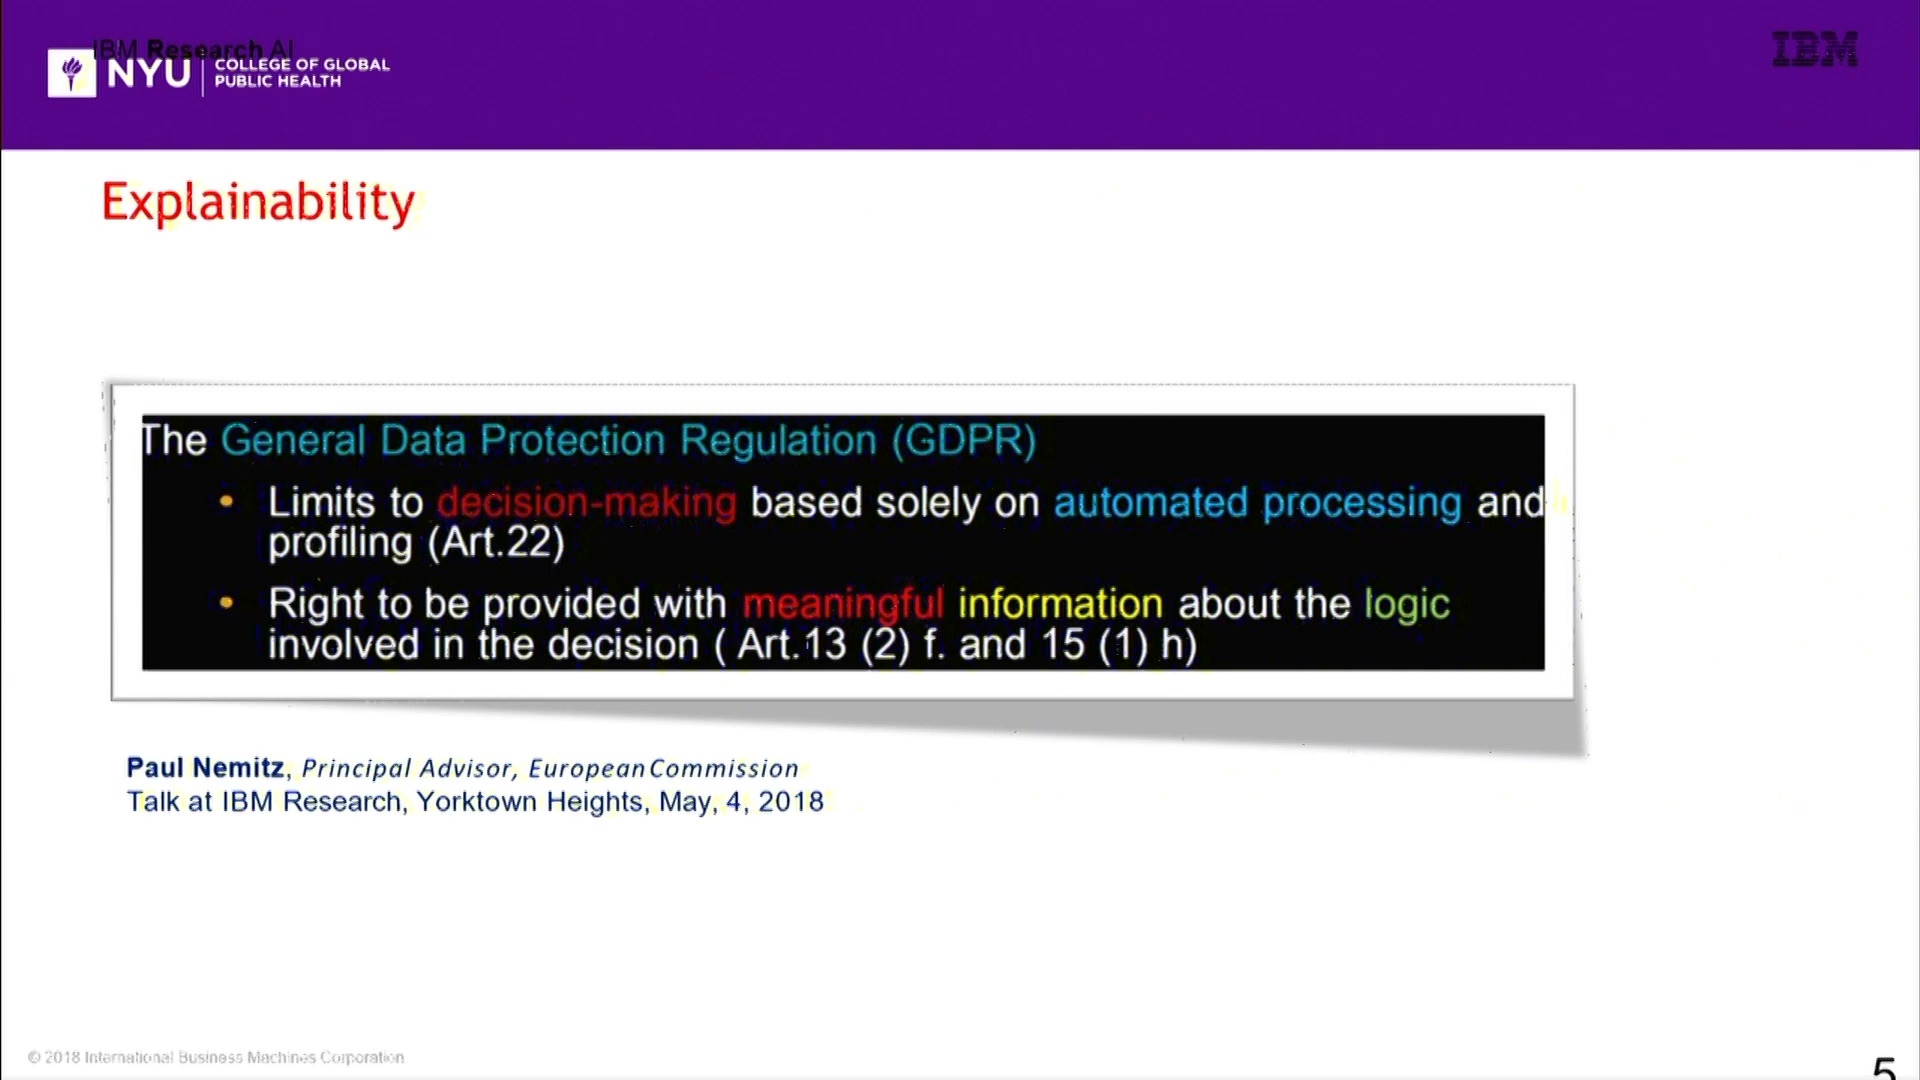 IBM Research AI
NYU
COLLEGE OF GLOBAL
PUBLIC HEALTH
IBM
Explainability
The General Data Protection Regulation (GDPR)
• Limits to decision-making based solely on automated processing and
profiling (Art.22)
• Right to be provided with meaningful information about the logic
involved in the decision ( Art.13 (2) f. and 15 (1) h)
Paul Nemitz, Principal Advisor, European Commission
Talk at IBM Research, Yorktown Heights, May, 4, 2018
© 2018 International Business Machines Corporation
5